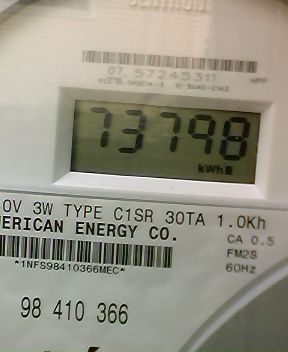 07 57245311
73798
kWh
0V 3W TYPE C1SR 30TA 1.0Kh
ERICAN ENERGY CO.
CA 0.5
*1NFS98410366MEC*
FM2S
60Hz
98 410 366